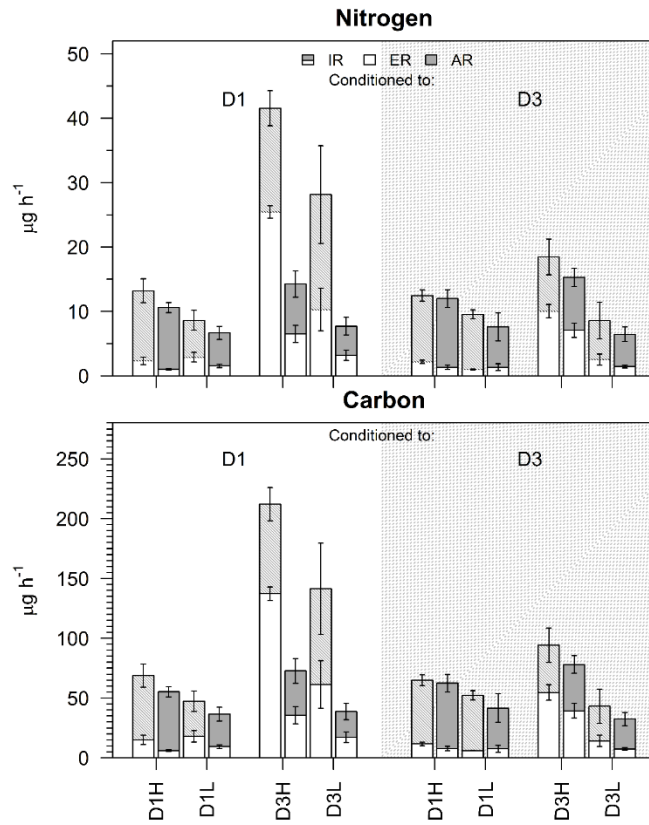 Nitrogen
50
40
30
20
10
0
µg h⁻¹
IR ER AR
Conditioned to:
D1 D3
Carbon
250
200
150
100
50
0
µg h⁻¹
Conditioned to:
D1 D3
D1H D1L D3H D3L D1H D1L D3H D3L